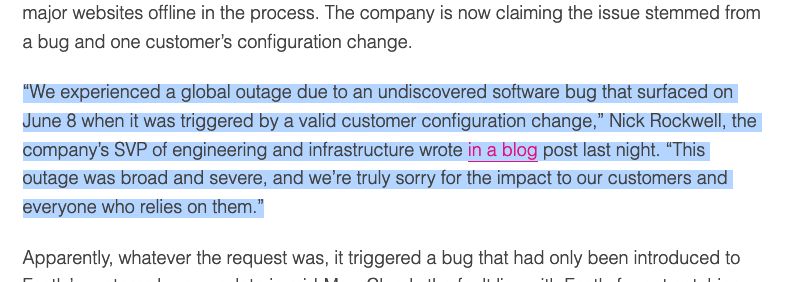 major websites offline in the process. The company is now claiming the issue stemmed from
a bug and one customer’s configuration change.
“We experienced a global outage due to an undiscovered software bug that surfaced on
June 8 when it was triggered by a valid customer configuration change,” Nick Rockwell, the
company’s SVP of engineering and infrastructure wrote in a blog post last night. “This
outage was broad and severe, and we’re truly sorry for the impact to our customers and
everyone who relies on them.”
Apparently, whatever the request was, it triggered a bug that had only been introduced to